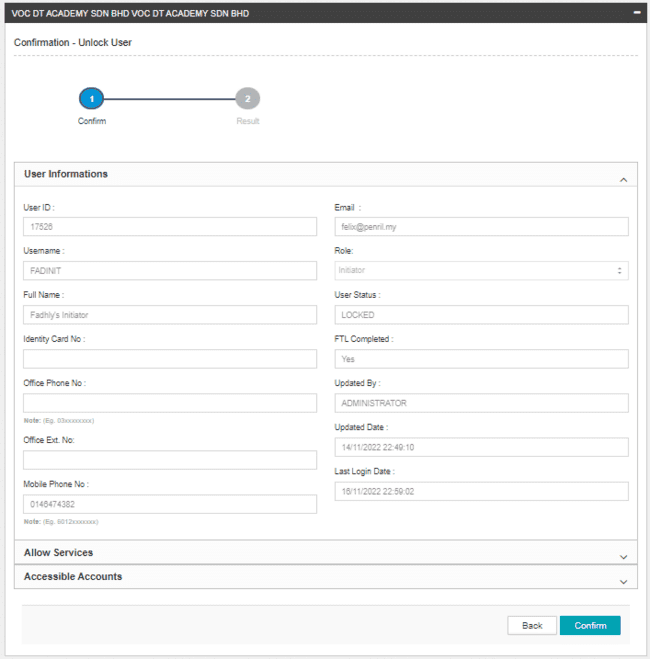 VOC DT ACADEMY SDN BHD VOC DT ACADEMY SDN BHD
Confirmation - Unlock User
1
2
Confirm
Result
User Informations
User ID :
17526
Username :
FADINIT
Full Name :
Fadhly's Initiator
Identity Card No :
Office Phone No :
Note: (Eg. 03xxxxxxxx)
Office Ext. No:
Mobile Phone No :
0146474382
Note: (Eg. 6012xxxxxxx)
Email :
felix@penril.my
Role:
Initiator
User Status :
LOCKED
FTL Completed :
Yes
Updated By :
ADMINISTRATOR
Updated Date :
14/11/2022 22:49:10
Last Login Date :
16/11/2022 22:59:02
Allow Services
Accessible Accounts
Back
Confirm